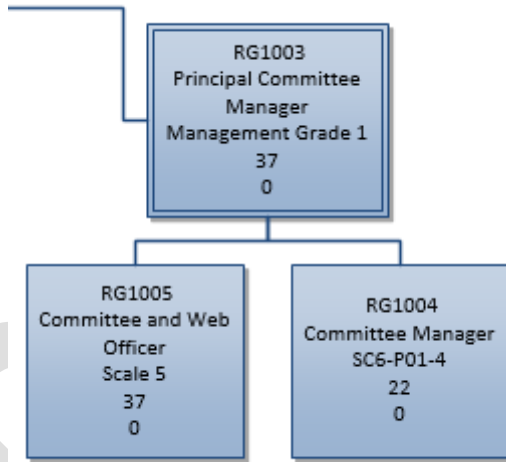 RG1003
Principal Committee
Manager
Management Grade 1
37
0
RG1005
Committee and Web
Officer
Scale 5
37
0
RG1004
Committee Manager
SC6-P01-4
22
0